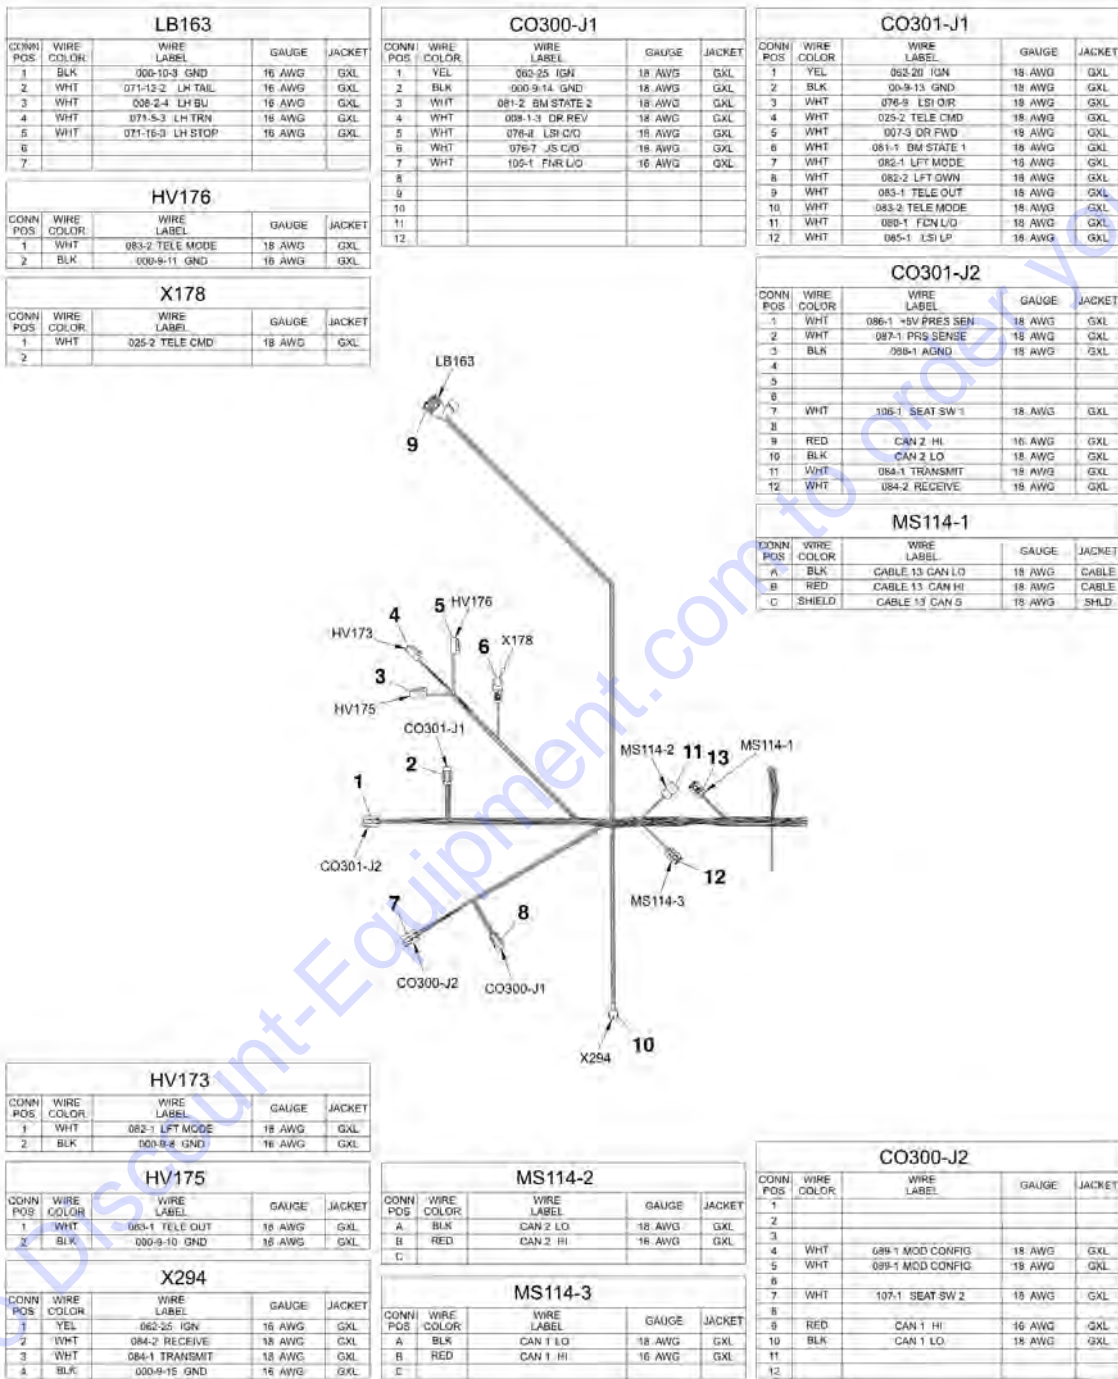 LB163
CONN POS WIRE COLOR WIRE LABEL GAUGE JACKET
1 BLK 000-10-3 GND 16 AWG GXL
2 WHT 071-12-2 LH TAIL 16 AWG GXL
3 WHT 008-2-4 LH BU 16 AWG GXL
4 WHT 071-5-3 LH TRN 16 AWG GXL
5 WHT 071-16-3 LH STOP 16 AWG GXL
6
7
HV176
CONN POS WIRE COLOR WIRE LABEL GAUGE JACKET
1 WHT 083-2 TELE MODE 18 AWG GXL
2 BLK 000-9-11 GND 16 AWG GXL
X178
CONN POS WIRE COLOR WIRE LABEL GAUGE JACKET
1 WHT 025-2 TELE CMD 18 AWG GXL
2
CO300-J1
CONN POS WIRE COLOR WIRE LABEL GAUGE JACKET
1 YEL 062-25 IGN 18 AWG GXL
2 BLK 000-9-14 GND 18 AWG GXL
3 WHT 081-2 BM STATE 2 18 AWG GXL
4 WHT 008-1-3 DR REV 18 AWG GXL
5 WHT 076-8 LSI C/O 18 AWG GXL
6 WHT 076-7 JS C/O 18 AWG GXL
7 WHT 105-1 FNR L/O 16 AWG GXL
8
9
10
11
12
CO301-J1
CONN POS WIRE COLOR WIRE LABEL GAUGE JACKET
1 YEL 062-20 IGN 18 AWG GXL
2 BLK 00-9-13 GND 18 AWG GXL
3 WHT 076-9 LSI O/R 18 AWG GXL
4 WHT 025-2 TELE CMD 18 AWG GXL
5 WHT 007-3 DR FWD 18 AWG GXL
6 WHT 081-1 BM STATE 1 18 AWG GXL
7 WHT 082-1 LFT MODE 18 AWG GXL
8 WHT 082-2 LFT DWN 18 AWG GXL
9 WHT 083-1 TELE OUT 18 AWG GXL
10 WHT 083-2 TELE MODE 18 AWG GXL
11 WHT 080-1 FCN L/O 18 AWG GXL
12 WHT 085-1 LSI LP 18 AWG GXL
CO301-J2
CONN POS WIRE COLOR WIRE LABEL GAUGE JACKET
1 WHT 086-1 +5V PRES SEN 18 AWG GXL
2 WHT 087-1 PRS SENSE 18 AWG GXL
3 BLK 088-1 AGND 18 AWG GXL
4
5
6
7 WHT 106-1 SEAT SW 1 18 AWG GXL
8
9 RED CAN 2 HI 16 AWG GXL
10 BLK CAN 2 LO 18 AWG GXL
11 WHT 084-1 TRANSMIT 18 AWG GXL
12 WHT 084-2 RECEIVE 18 AWG GXL
MS114-1
CONN POS WIRE COLOR WIRE LABEL GAUGE JACKET
A BLK CABLE 13 CAN LO 18 AWG CABLE
B RED CABLE 13 CAN HI 18 AWG CABLE
C SHIELD CABLE 13 CAN S 18 AWG SHLD
LB163
9
4
5 HV176
HV173
6 X178
3
HV175
CO301-J1
MS114-2 11 13 MS114-1
2
1
CO301-J2
12
MS114-3
7
8
CO300-J2
CO300-J1
10
X294
HV173
CONN POS WIRE COLOR WIRE LABEL GAUGE JACKET
1 WHT 082-1 LFT MODE 18 AWG GXL
2 BLK 000-9-8 GND 16 AWG GXL
HV175
CONN POS WIRE COLOR WIRE LABEL GAUGE JACKET
1 WHT 083-1 TELE OUT 16 AWG GXL
2 BLK 000-9-10 GND 16 AWG GXL
X294
CONN POS WIRE COLOR WIRE LABEL GAUGE JACKET
1 YEL 062-25 IGN 16 AWG GXL
2 WHT 084-2 RECEIVE 18 AWG GXL
3 WHT 084-1 TRANSMIT 18 AWG GXL
4 BLK 000-9-15 GND 16 AWG GXL
MS114-2
CONN POS WIRE COLOR WIRE LABEL GAUGE JACKET
A BLK CAN 2 LO 18 AWG GXL
B RED CAN 2 HI 16 AWG GXL
C
MS114-3
CONN POS WIRE COLOR WIRE LABEL GAUGE JACKET
A BLK CAN 1 LO 18 AWG GXL
B RED CAN 1 HI 16 AWG GXL
C
CO300-J2
CONN POS WIRE COLOR WIRE LABEL GAUGE JACKET
1
2
3
4 WHT 089-1 MOD CONFIG 18 AWG GXL
5 WHT 089-1 MOD CONFIG 18 AWG GXL
6
7 WHT 107-1 SEAT SW 2 18 AWG GXL
8
9 RED CAN 1 HI 16 AWG GXL
10 BLK CAN 1 LO 18 AWG GXL
11
12
Discount-Equipment.com to order yo